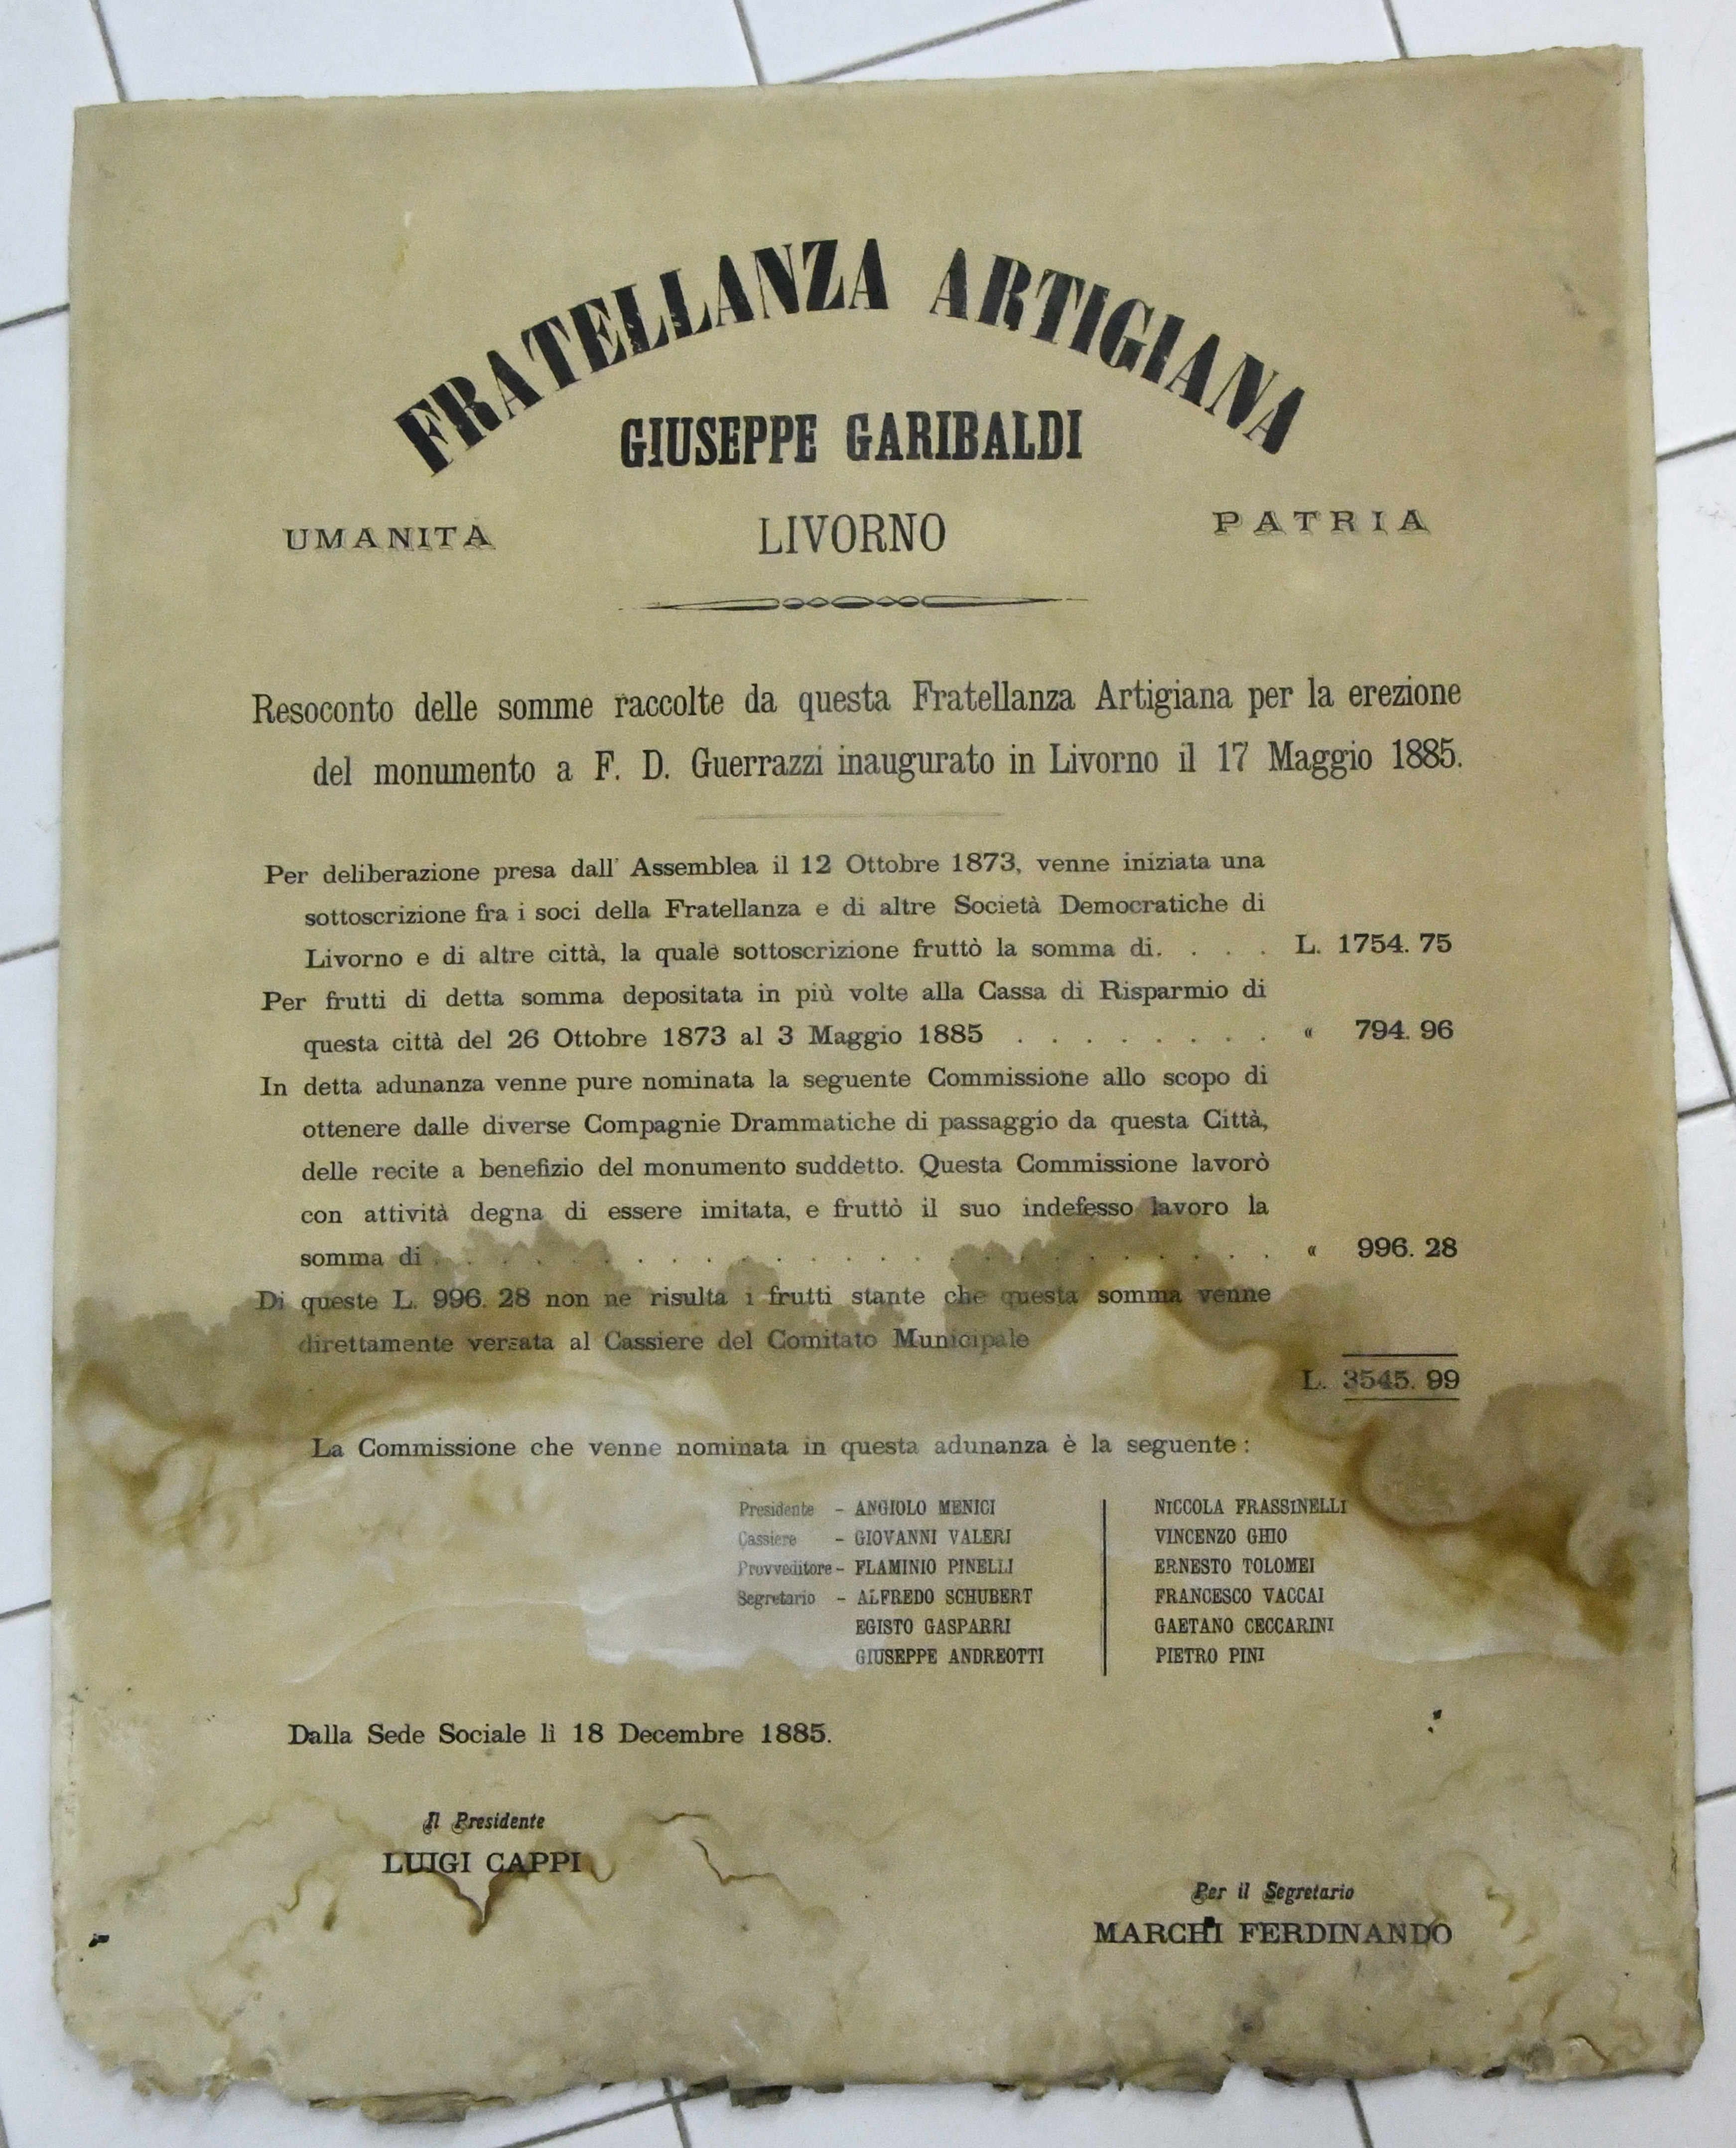 FRATELLANZA ARTIGIANA
GIUSEPPE GARIBALDI
UMANITÀ LIVORNO PATRIA
Resoconto delle somme raccolte da questa Fratellanza Artigiana per la erezione
del monumento a F. D. Guerrazzi inaugurato in Livorno il 17 Maggio 1885.
Per deliberazione presa dall' Assemblea il 12 Ottobre 1873, venne iniziata una
sottoscrizione fra i soci della Fratellanza e di altre Società Democratiche di
Livorno e di altre città, la quale sottoscrizione fruttò la somma di. . . . L. 1754. 75
Per frutti di detta somma depositata in più volte alla Cassa di Risparmio di
questa città del 26 Ottobre 1873 al 3 Maggio 1885 . . . . . . . . « 794. 96
In detta adunanza venne pure nominata la seguente Commissione allo scopo di
ottenere dalle diverse Compagnie Drammatiche di passaggio da questa Città,
delle recite a benefizio del monumento suddetto. Questa Commissione lavorò
con attività degna di essere imitata, e fruttò il suo indefesso lavoro la
somma di . . . . . . . . . . . . . . . . . . . « 996. 28
Di queste L. 996. 28 non ne risulta i frutti stante che questa somma venne
direttamente versata al Cassiere del Comitato Municipale
L. 3545. 99
La Commissione che venne nominata in questa adunanza è la seguente :
Presidente – ANGIOLO MENICI NICCOLA FRASSINELLI
Cassiere – GIOVANNI VALERI VINCENZO GHIO
Provveditore – FLAMINIO PINELLI ERNESTO TOLOMEI
Segretario – ALFREDO SCHUBERT FRANCESCO VACCAI
EGISTO GASPARRI GAETANO CECCARINI
GIUSEPPE ANDREOTTI PIETRO PINI
Dalla Sede Sociale lì 18 Decembre 1885.
Il Presidente
LUIGI CAPPI
Per il Segretario
MARCHI FERDINANDO